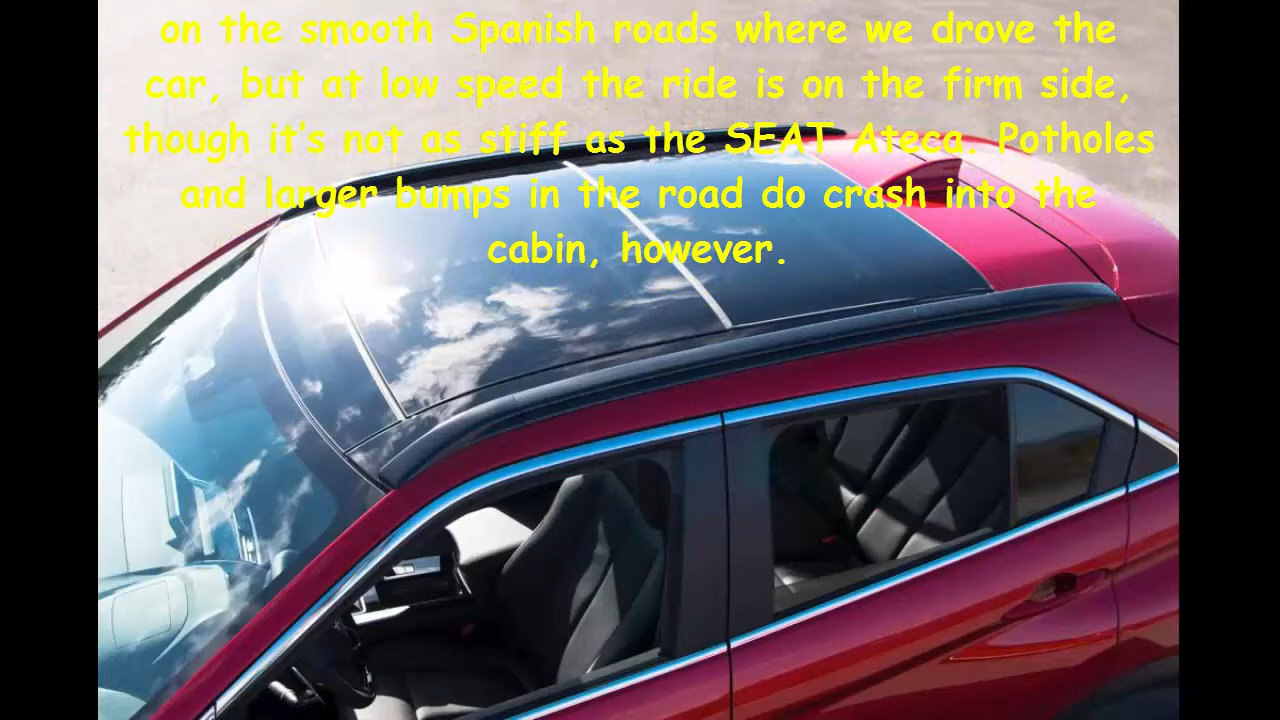 on the smooth Spanish roads where we drove the
car, but at low speed the ride is on the firm side,
though it's not as stiff as the SEAT Ateca. Potholes
and larger bumps in the road do crash into the
cabin, however.